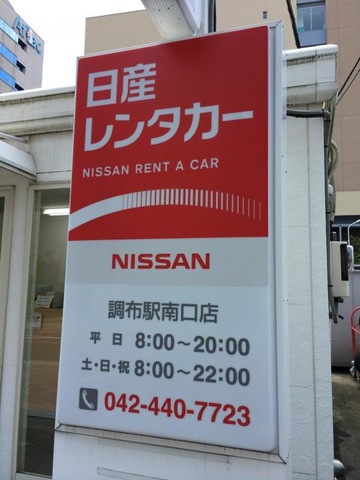 日産
レンタカー
NISSAN RENT A CAR
NISSAN
調布駅南口店
平 日 8:00〜20:00
土・日・祝 8:00〜22:00
042-440-7723